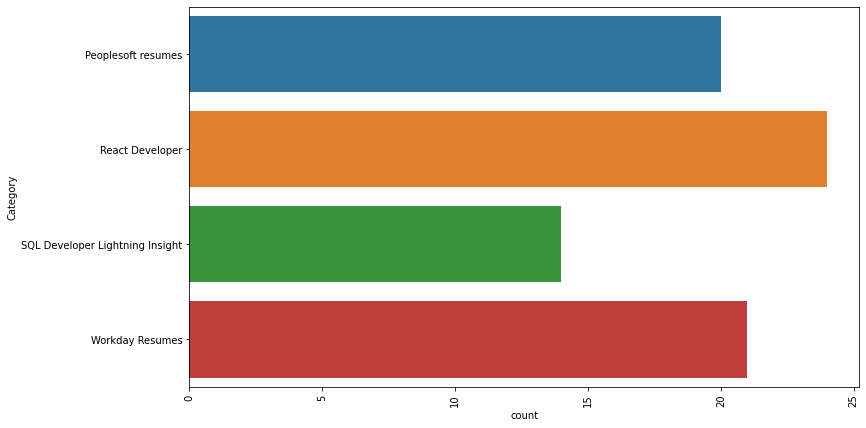 Peoplesoft resumes
React Developer
SQL Developer Lightning Insight
Workday Resumes
Category
0
5
10
15
20
25
count